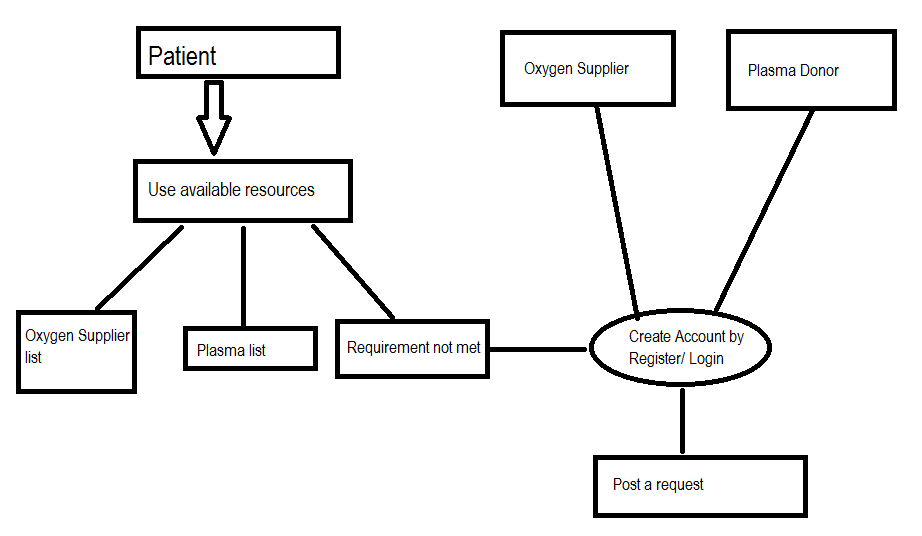 Patient
Oxygen Supplier
Plasma Donor
Use available resources
Oxygen Supplier
list
Plasma list
Requirement not met
Create Account by
Register/ Login
Post a request